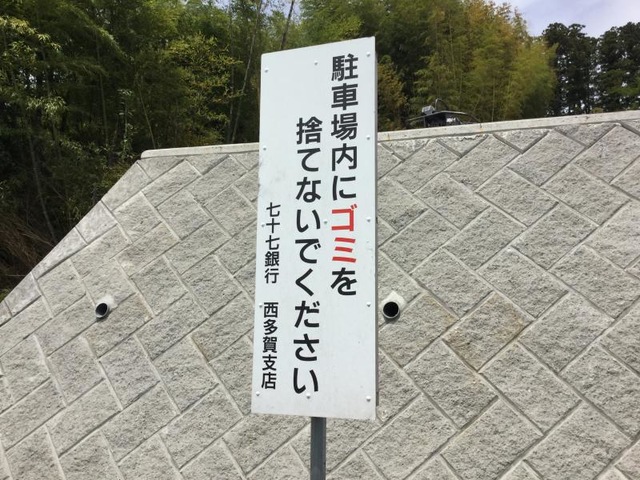 駐車場内にゴミを
捨てないでください
七十七銀行 西多賀支店